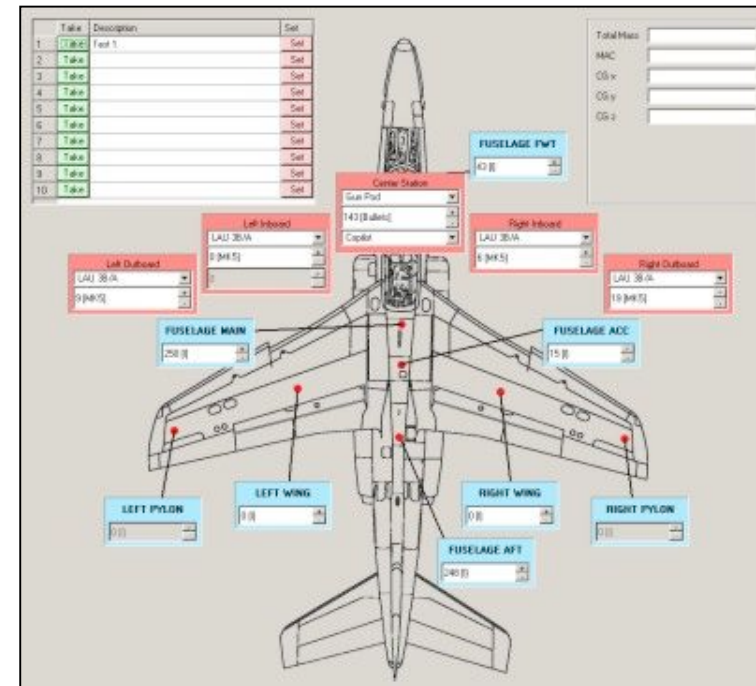 Take Description Set
1 Take Test 1 Set
2 Take Set
3 Take Set
4 Take Set
5 Take Set
6 Take Set
7 Take Set
8 Take Set
9 Take Set
10 Take Set
Total Mass
MAC
CG x
CG y
CG z
FUSELAGE FWT
43 [l]
Center Station
Gun Pod
143 [Bullets]
Copilot
Left Inboard
LAU 3B/A
0 [MK5]
0
Right Inboard
LAU 3B/A
6 [MK5]
Left Outboard
LAU 3B/A
9 [MK5]
Right Outboard
LAU 3B/A
19 [MK5]
FUSELAGE MAIN
250 [l]
FUSELAGE ACC
15 [l]
LEFT PYLON
0 [l]
LEFT WING
0 [l]
RIGHT WING
0 [l]
RIGHT PYLON
0 [l]
FUSELAGE AFT
248 [l]